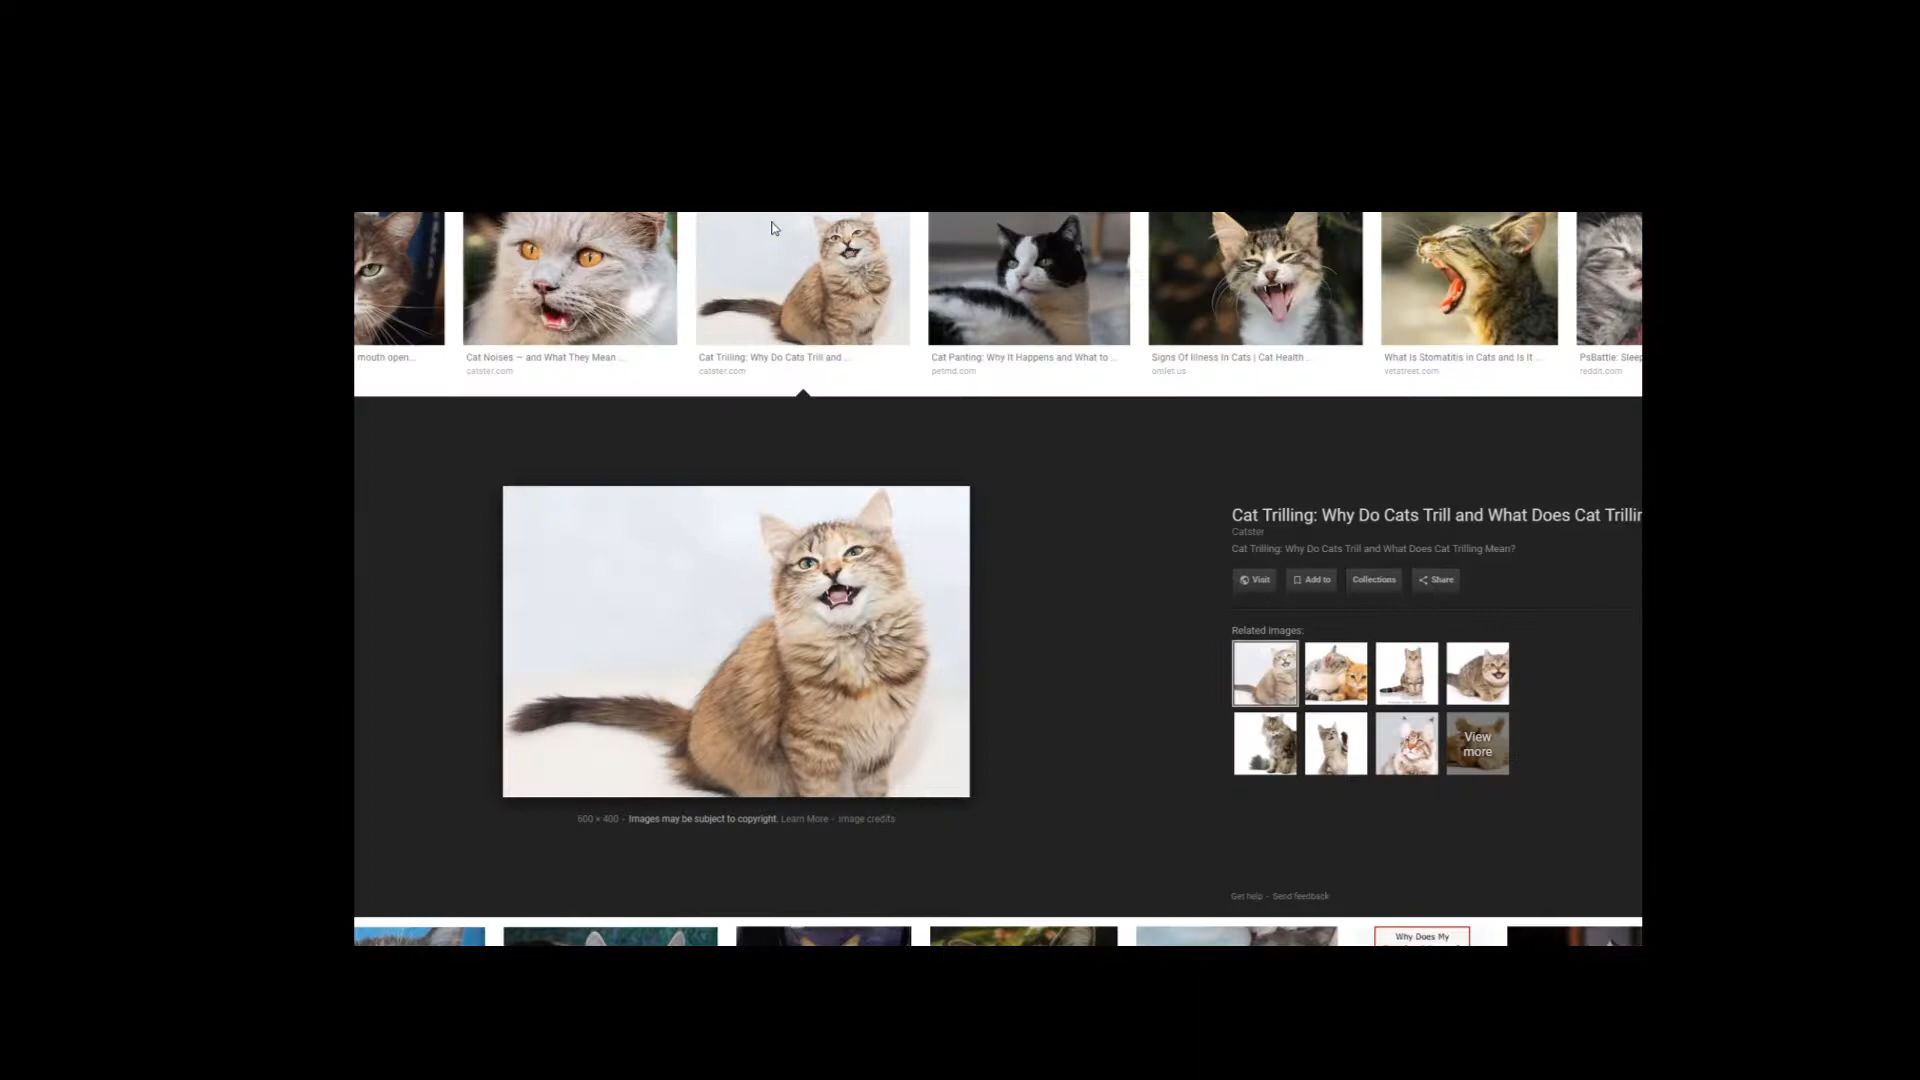 mouth open...
Cat Noises — and What They Mean ...
catster.com
Cat Trilling: Why Do Cats Trill and ...
catster.com
Cat Panting: Why It Happens and What to ...
petmd.com
Signs Of Illness In Cats | Cat Health ...
omlet.us
What Is Stomatitis in Cats and Is It ...
vetstreet.com
PsBattle: Sleep
reddit.com
Cat Trilling: Why Do Cats Trill and What Does Cat Trillin
Catster
Cat Trilling: Why Do Cats Trill and What Does Cat Trilling Mean?
Visit
Add to
Collections
Share
Related images:
View
more
600 × 400 - Images may be subject to copyright. Learn More - Image credits
Get help - Send feedback
Why Does My